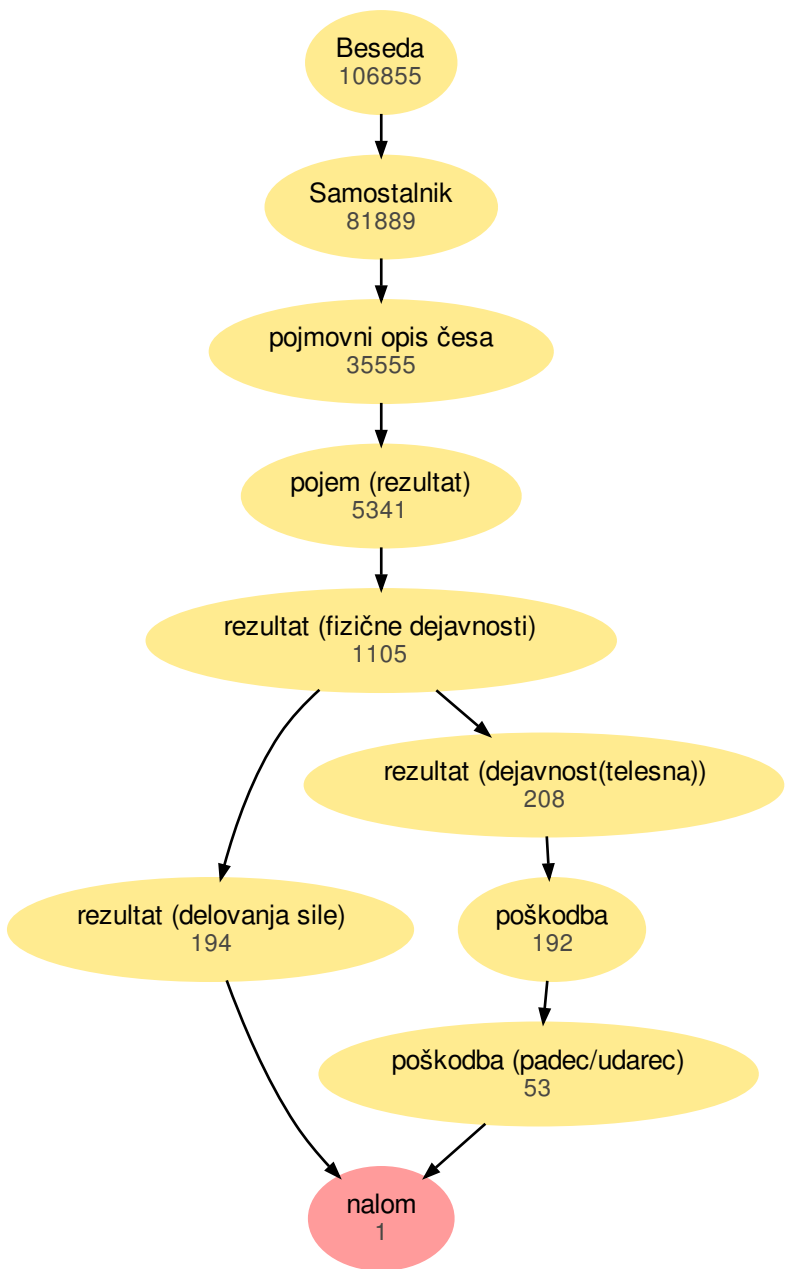 Beseda
106855
Samostalnik
81889
pojmovni opis česa
35555
pojem (rezultat)
5341
rezultat (fizične dejavnosti)
1105
rezultat (dejavnost(telesna))
208
rezultat (delovanja sile)
194
poškodba
192
poškodba (padec/udarec)
53
nalom
1